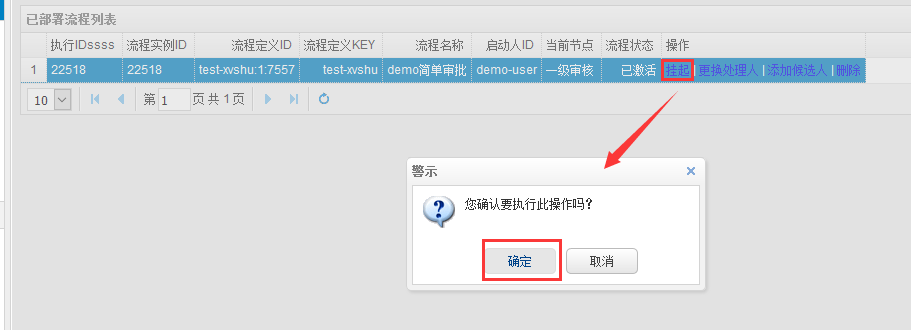 已部署流程列表
执行IDssss 流程实例ID 流程定义ID 流程定义KEY 流程名称 启动人ID 当前节点 流程状态 操作
1 22518 22518 test-xvshu:1:7557 test-xvshu demo简单审批 demo-user 一级审核 已激活 挂起 | 更换处理人 | 添加候选人 | 删除
10 第 1 页 共 1 页
警示
您确认要执行此操作吗?
确定 取消